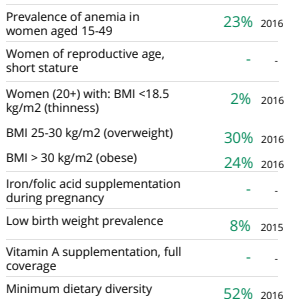 Prevalence of anemia in
women aged 15-49 23% 2016
Women of reproductive age,
short stature - -
Women (20+) with: BMI <18.5
kg/m2 (thinness) 2% 2016
BMI 25-30 kg/m2 (overweight) 30% 2016
BMI > 30 kg/m2 (obese) 24% 2016
Iron/folic acid supplementation
during pregnancy - -
Low birth weight prevalence 8% 2015
Vitamin A supplementation, full
coverage - -
Minimum dietary diversity 52% 2016